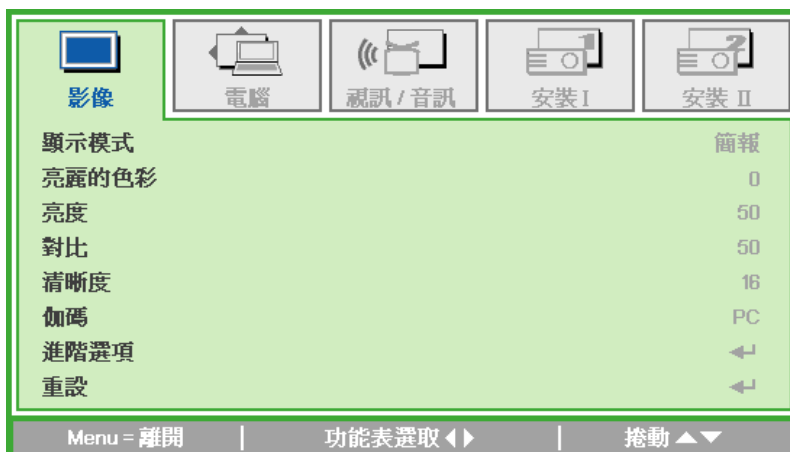 影像 電腦 視訊 / 音訊 安裝 I 安裝 II
顯示模式 簡報
亮麗的色彩 0
亮度 50
對比 50
清晰度 16
伽碼 PC
進階選項
重設
Menu = 離開 | 功能表選取 | 捲動